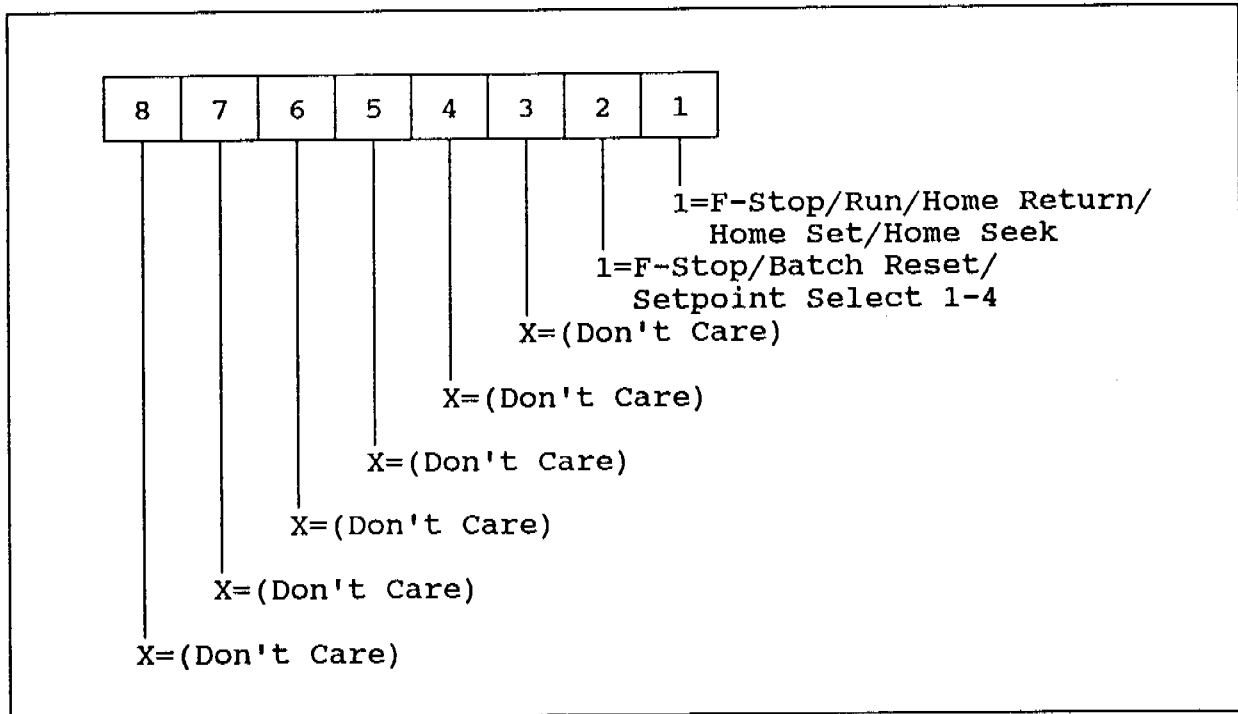 8 7 6 5 4 3 2 1
1=F-Stop/Run/Home Return/
Home Set/Home Seek
1=F-Stop/Batch Reset/
Setpoint Select 1-4
X=(Don't Care)
X=(Don't Care)
X=(Don't Care)
X=(Don't Care)
X=(Don't Care)
X=(Don't Care)